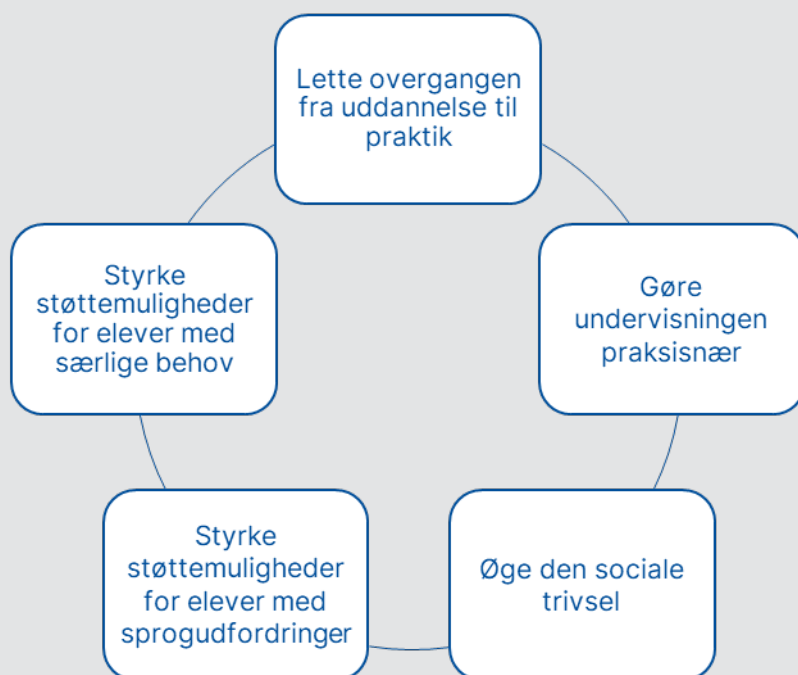 Lette overgangen
fra uddannelse til
praktik
Gøre
undervisningen
praksisnær
Øge den sociale
trivsel
Styrke
støttemuligheder
for elever med
sprogudfordringer
Styrke
støttemuligheder
for elever med
særlige behov